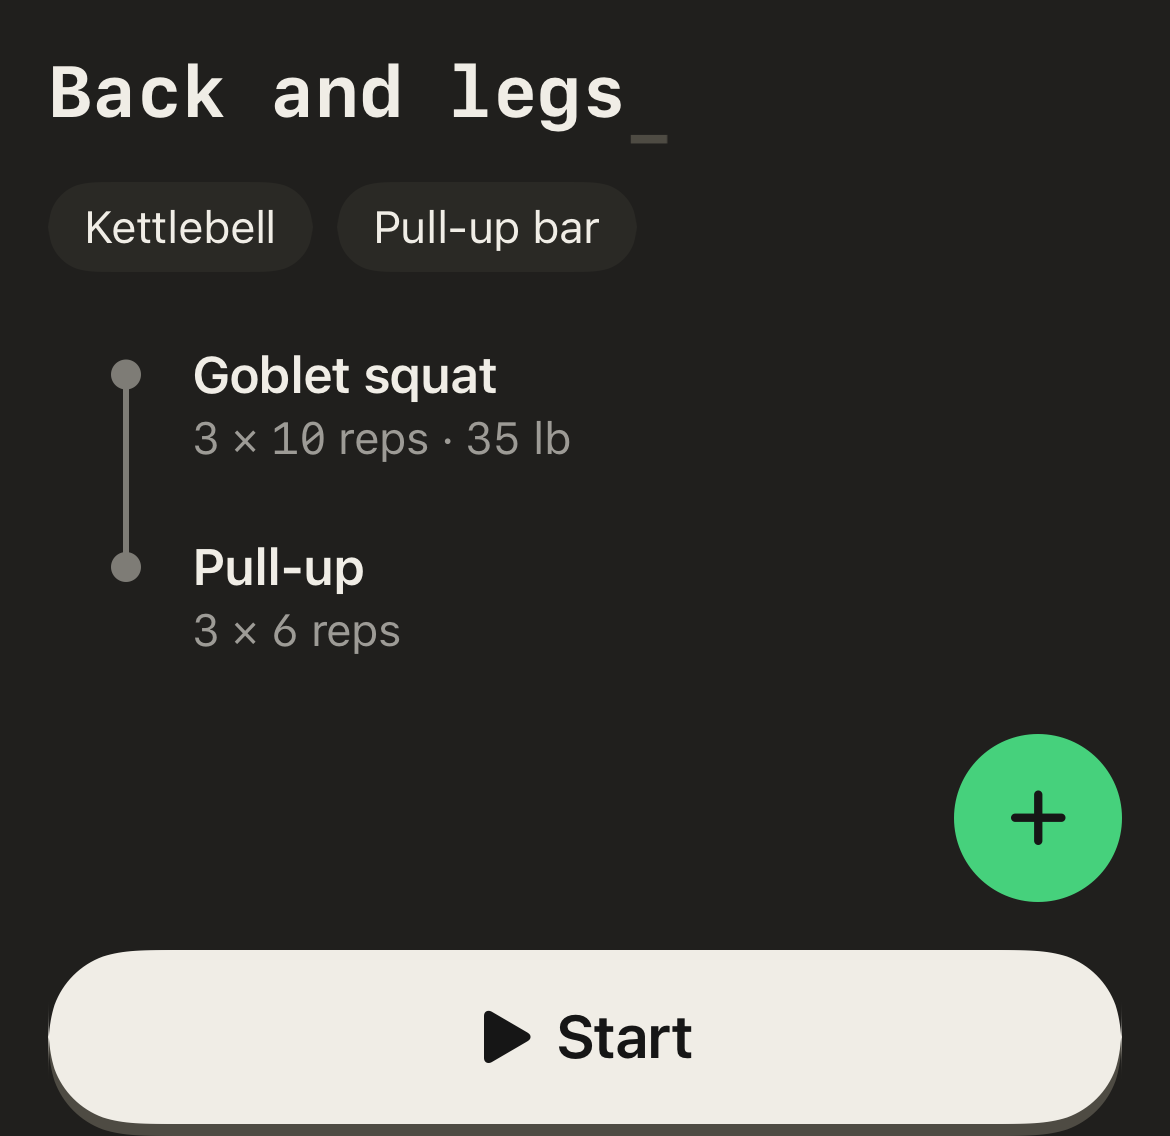 Back and legs_
Kettlebell
Pull-up bar
Goblet squat
3 × 10 reps · 35 lb
Pull-up
3 × 6 reps
Start